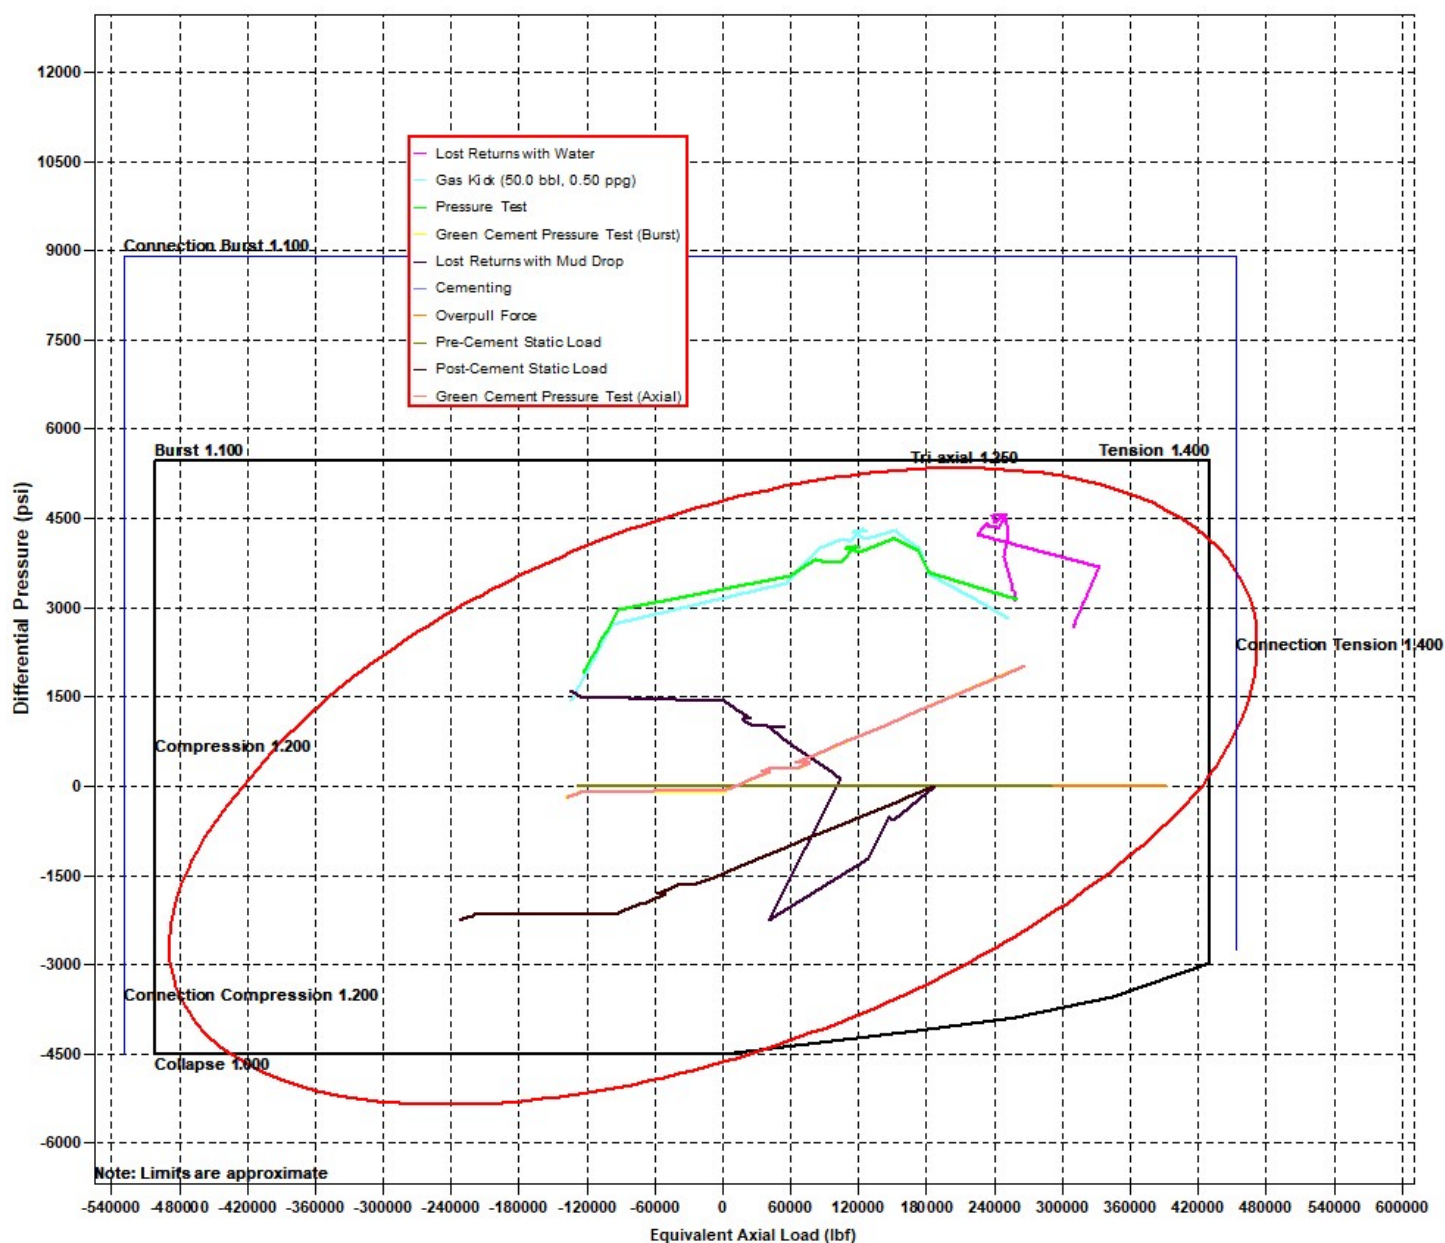 12000
10500
9000
7500
6000
4500
3000
1500
0
-1500
-3000
-4500
-6000
Differential Pressure (psi)
Lost Returns with Water
Gas Kick (50.0 bbl, 0.50 ppg)
Pressure Test
Green Cement Pressure Test (Burst)
Lost Returns with Mud Drop
Cementing
Overpull Force
Pre-Cement Static Load
Post-Cement Static Load
Green Cement Pressure Test (Axial)
Connection Burst 1.100
Burst 1.100
Tri axial 1.250
Tension 1.400
Connection Tension 1.400
Compression 1.200
Connection Compression 1.200
Collapse 1.000
Note: Limits are approximate
-540000 -480000 -420000 -360000 -300000 -240000 -180000 -120000 -60000 0 60000 120000 180000 240000 300000 360000 420000 480000 540000 600000
Equivalent Axial Load (lbf)